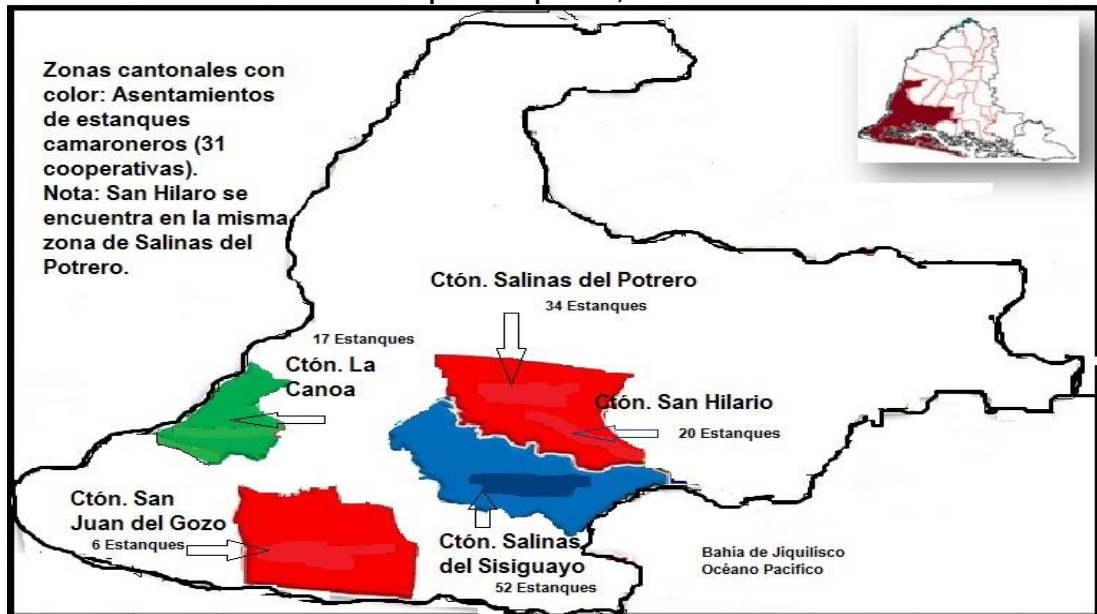 Zonas cantonales con
color: Asentamientos
de estanques
camaroneros (31
cooperativas).
Nota: San Hilaro se
encuentra en la misma
zona de Salinas del
Potrero.
Ctón. Salinas del Potrero
34 Estanques
17 Estanques
Ctón. La
Canoa
Ctón. San Hilario
20 Estanques
Ctón. San
Juan del Gozo
6 Estanques
Ctón. Salinas
del Sisiguayo
52 Estanques
Bahía de Jiquilisco
Océano Pacífico